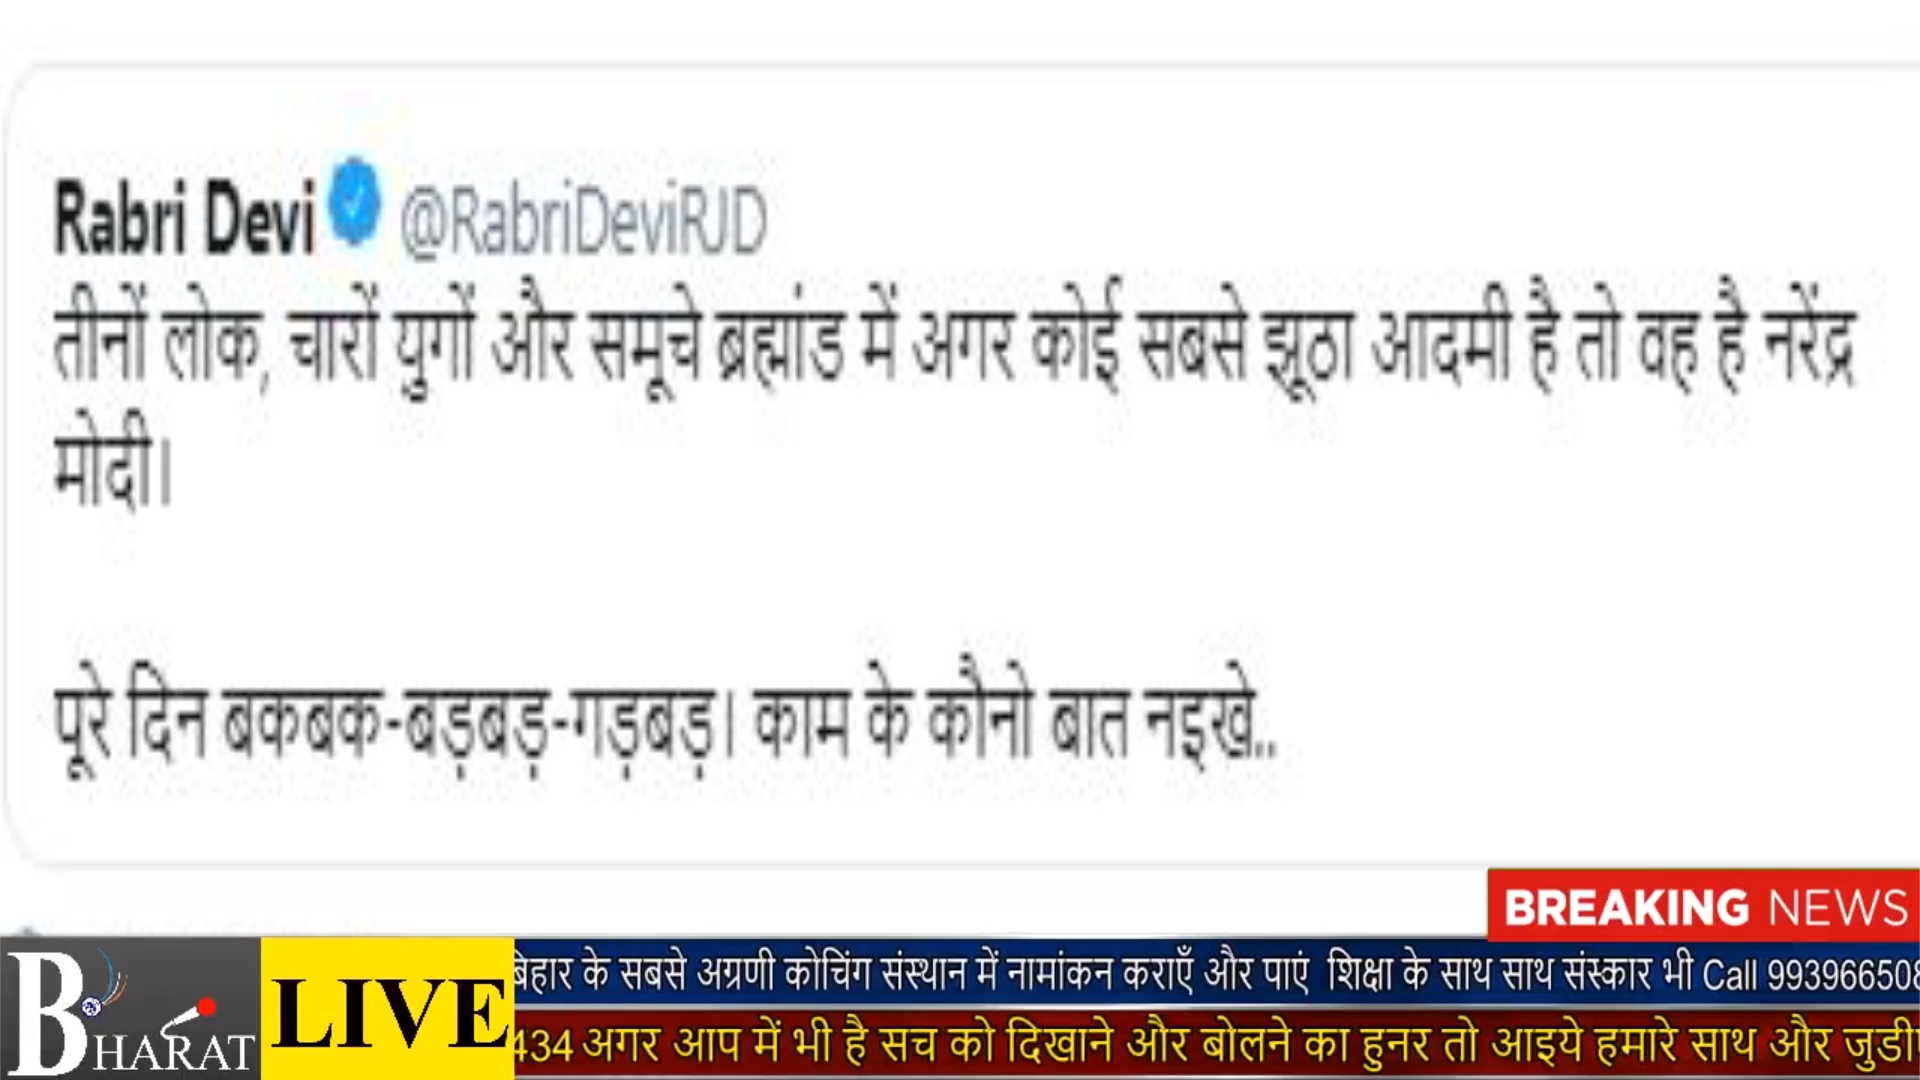 Rabri Devi @RabriDeviRJD
तीनों लोक, चारों युगों और समूचे ब्रह्मांड में अगर कोई सबसे झूठा आदमी है तो वह है नरेंद्र
मोदी।
पूरे दिन बकबक-बड़बड़-गड़बड़। काम के कौनो बात नइखे..
BREAKING NEWS
BHARAT LIVE
बिहार के सबसे अग्रणी कोचिंग संस्थान में नामांकन कराएँ और पाएं शिक्षा के साथ साथ संस्कार भी Call 993966508
434 अगर आप में भी है सच को दिखाने और बोलने का हुनर तो आइये हमारे साथ और जुडी